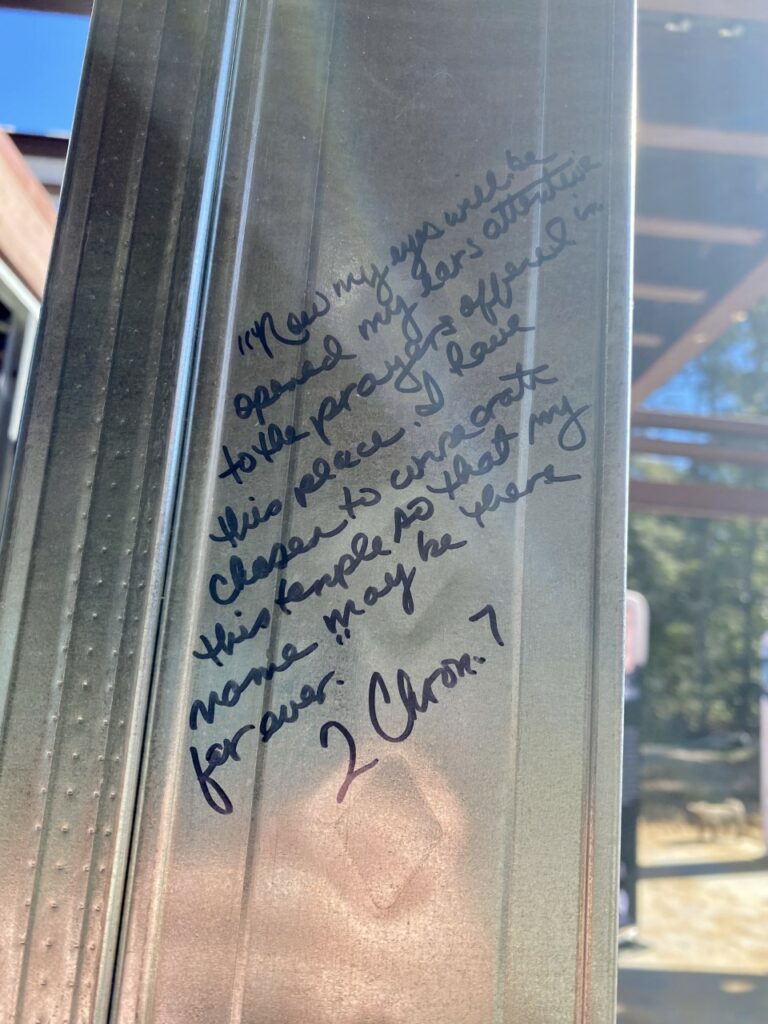 "Now my eyes will be
opened my ears attentive
to the prayers offered in
this place. I have
chosen to consecrate
this temple so that my
name may be there
forever."
2 Chron. 7